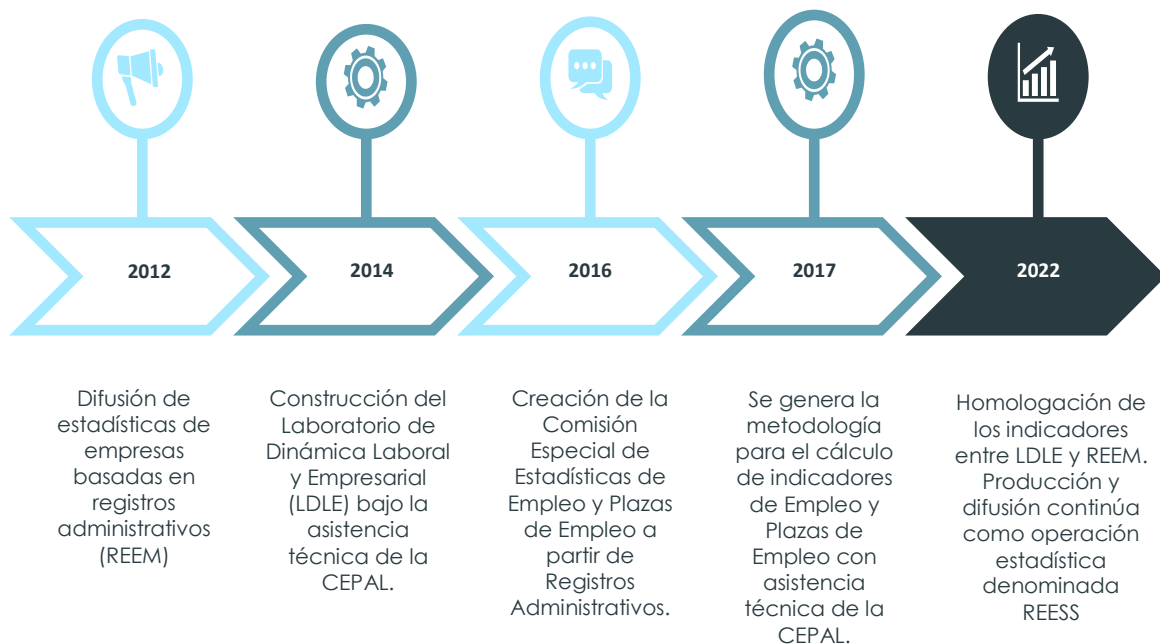 2012
2014
2016
2017
2022
Difusión de
estadísticas de
empresas
basadas en
registros
administrativos
(REEM)
Construcción del
Laboratorio de
Dinámica Laboral
y Empresarial
(LDLE) bajo la
asistencia
técnica de la
CEPAL.
Creación de la
Comisión
Especial de
Estadísticas de
Empleo y Plazas
de Empleo a
partir de
Registros
Administrativos.
Se genera la
metodología
para el cálculo
de indicadores
de Empleo y
Plazas de
Empleo con
asistencia
técnica de la
CEPAL.
Homologación de
los indicadores
entre LDLE y REEM.
Producción y
difusión continúa
como operación
estadística
denominada
REESS